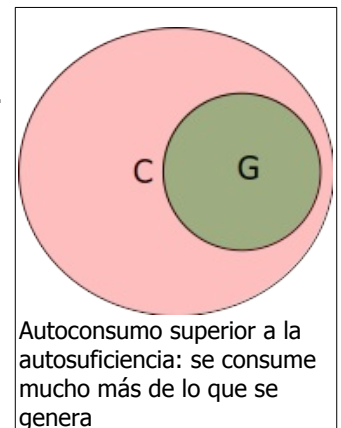 C G
Autoconsumo superior a la
autosuficiencia: se consume
mucho más de lo que se
genera